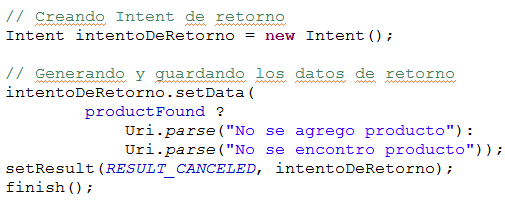 // Creando Intent de retorno
Intent intentoDeRetorno = new Intent();

// Generando y guardando los datos de retorno
intentoDeRetorno.setData(
        productFound ?
            Uri.parse("No se agrego producto"):
            Uri.parse("No se encontro producto"));
setResult(RESULT_CANCELED, intentoDeRetorno);
finish();